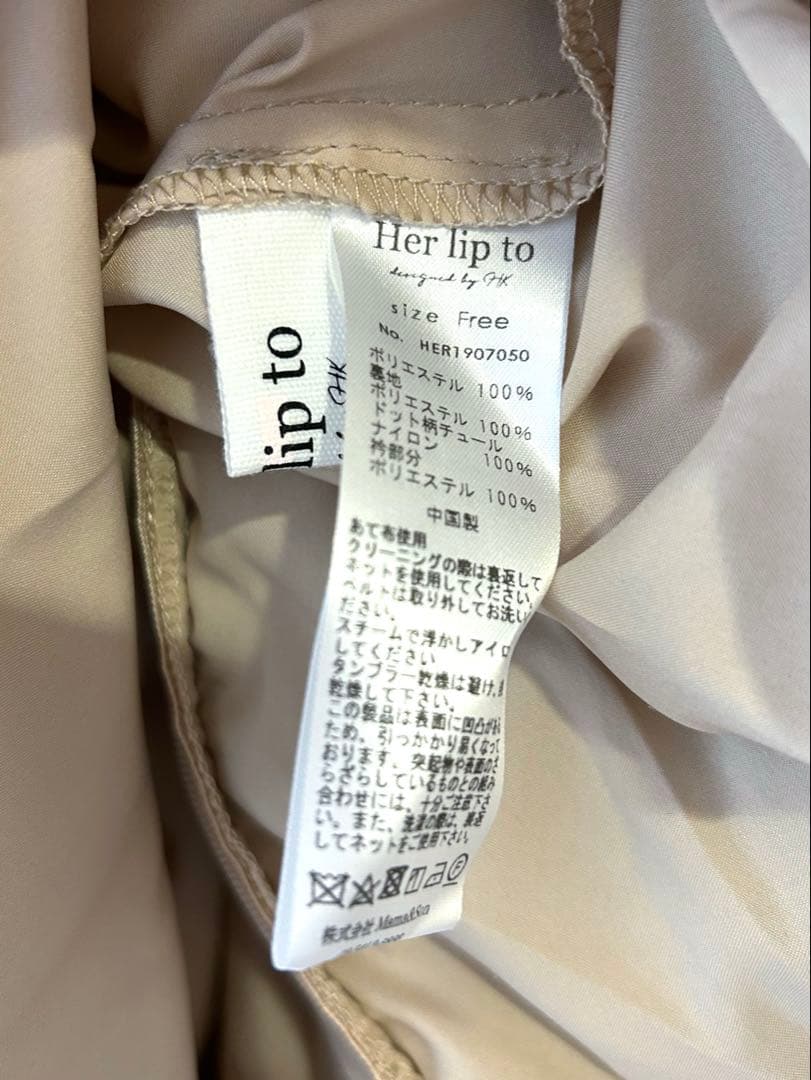 Her lip to
designed by HK
size Free
No. HER1907050
ポリエステル 100%
裏地
ポリエステル 100%
ドット柄チュール
ナイロン 100%
衿部分
ポリエステル 100%
中国製
あて布使用
クリーニングの際は裏返して
ネットを使用してください。
ベルトは取り外してお洗い
ださい。
スチームで浮かしアイロ
してください
タンブラー乾燥は避け、
乾燥して下さい。
この製品は表面に凹凸があ
ため、引っかかり易くなって
おります。突起物や表面のざ
らざらしているものとの組み
合わせには、十分ご注意下さ
い。また、洗濯の際は、裏返
してネットをご使用下さい。
株式会社 Mama&Son
lip to
HK